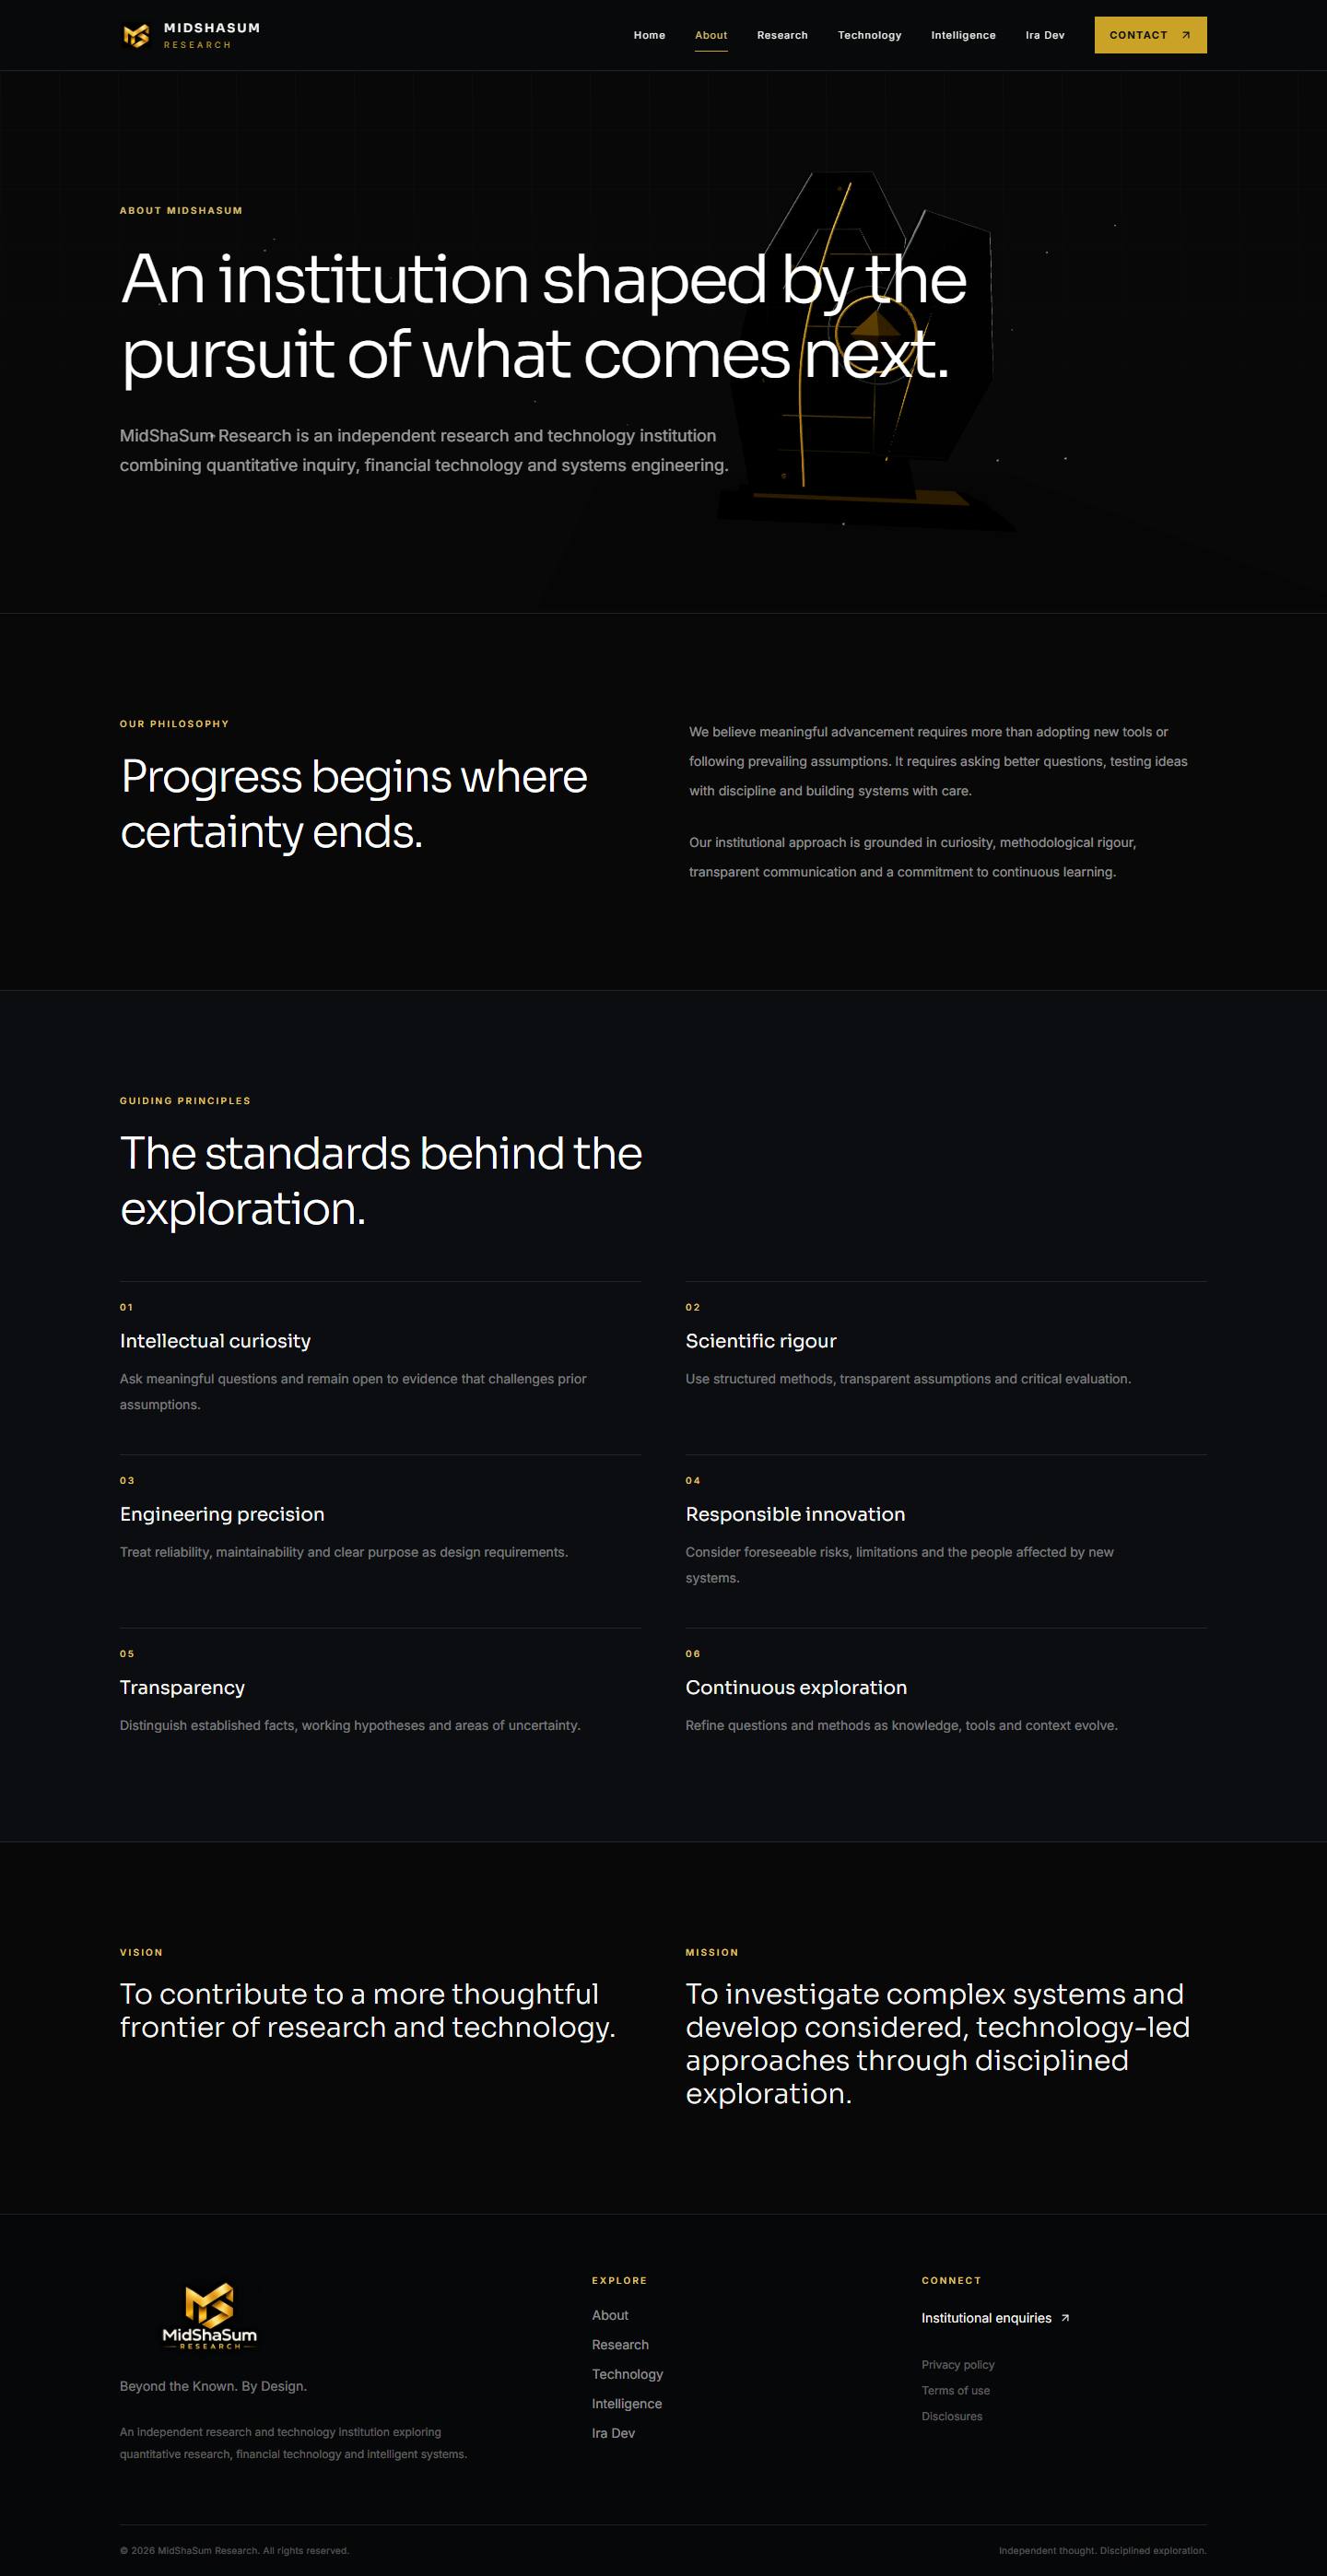 MIDSHASUM
RESEARCH
Home
About
Research
Technology
Intelligence
Ira Dev
CONTACT
ABOUT MIDSHASUM
An institution shaped by the
pursuit of what comes next.
MidShaSum Research is an independent research and technology institution
combining quantitative inquiry, financial technology and systems engineering.
OUR PHILOSOPHY
Progress begins where
certainty ends.
We believe meaningful advancement requires more than adopting new tools or
following prevailing assumptions. It requires asking better questions, testing ideas
with discipline and building systems with care.
Our institutional approach is grounded in curiosity, methodological rigour,
transparent communication and a commitment to continuous learning.
GUIDING PRINCIPLES
The standards behind the
exploration.
01
Intellectual curiosity
Ask meaningful questions and remain open to evidence that challenges prior
assumptions.
02
Scientific rigour
Use structured methods, transparent assumptions and critical evaluation.
03
Engineering precision
Treat reliability, maintainability and clear purpose as design requirements.
04
Responsible innovation
Consider foreseeable risks, limitations and the people affected by new
systems.
05
Transparency
Distinguish established facts, working hypotheses and areas of uncertainty.
06
Continuous exploration
Refine questions and methods as knowledge, tools and context evolve.
VISION
To contribute to a more thoughtful
frontier of research and technology.
MISSION
To investigate complex systems and
develop considered, technology-led
approaches through disciplined
exploration.
MidShaSum
RESEARCH
Beyond the Known. By Design.
An independent research and technology institution exploring
quantitative research, financial technology and intelligent systems.
EXPLORE
About
Research
Technology
Intelligence
Ira Dev
CONNECT
Institutional enquiries
Privacy policy
Terms of use
Disclosures
© 2026 MidShaSum Research. All rights reserved.
Independent thought. Disciplined exploration.